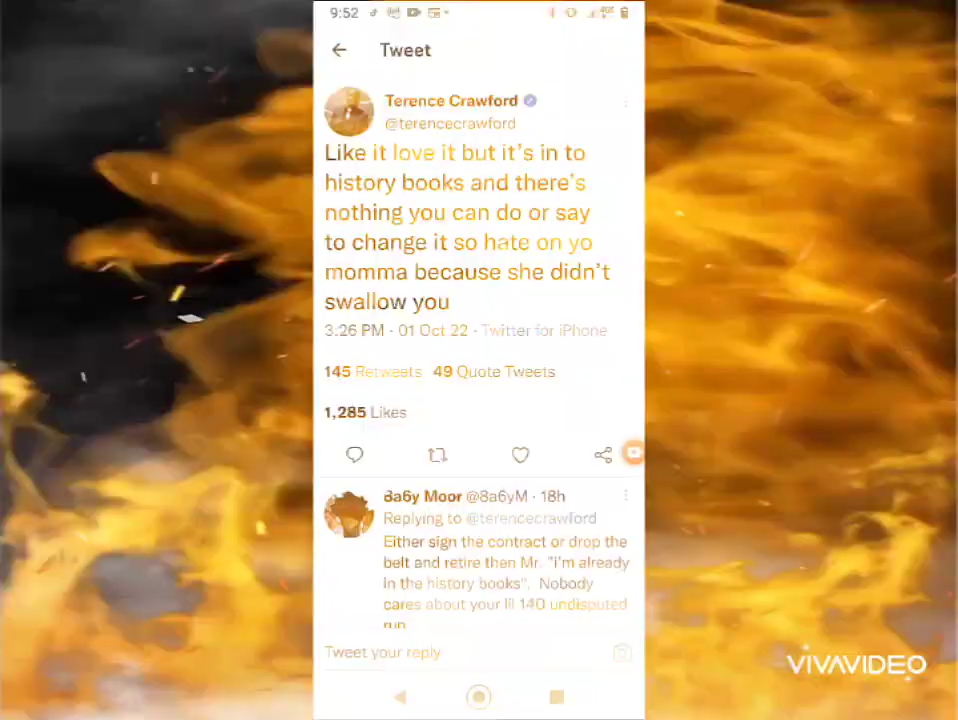 9:52
Tweet
Terence Crawford
@terencecrawford
Like it love it but it's in to
history books and there's
nothing you can do or say
to change it so hate on yo
momma because she didn't
swallow you
3:26 PM · 01 Oct 22 · Twitter for iPhone
145 Retweets 49 Quote Tweets
1,285 Likes
Ba6y Moor @8a6yM · 18h
Replying to @terencecrawford
Either sign the contract or drop the
belt and retire then Mr. "i'm already
in the history books". Nobody
cares about your lil 140 undisputed
run
Tweet your reply
VIVAVIDEO